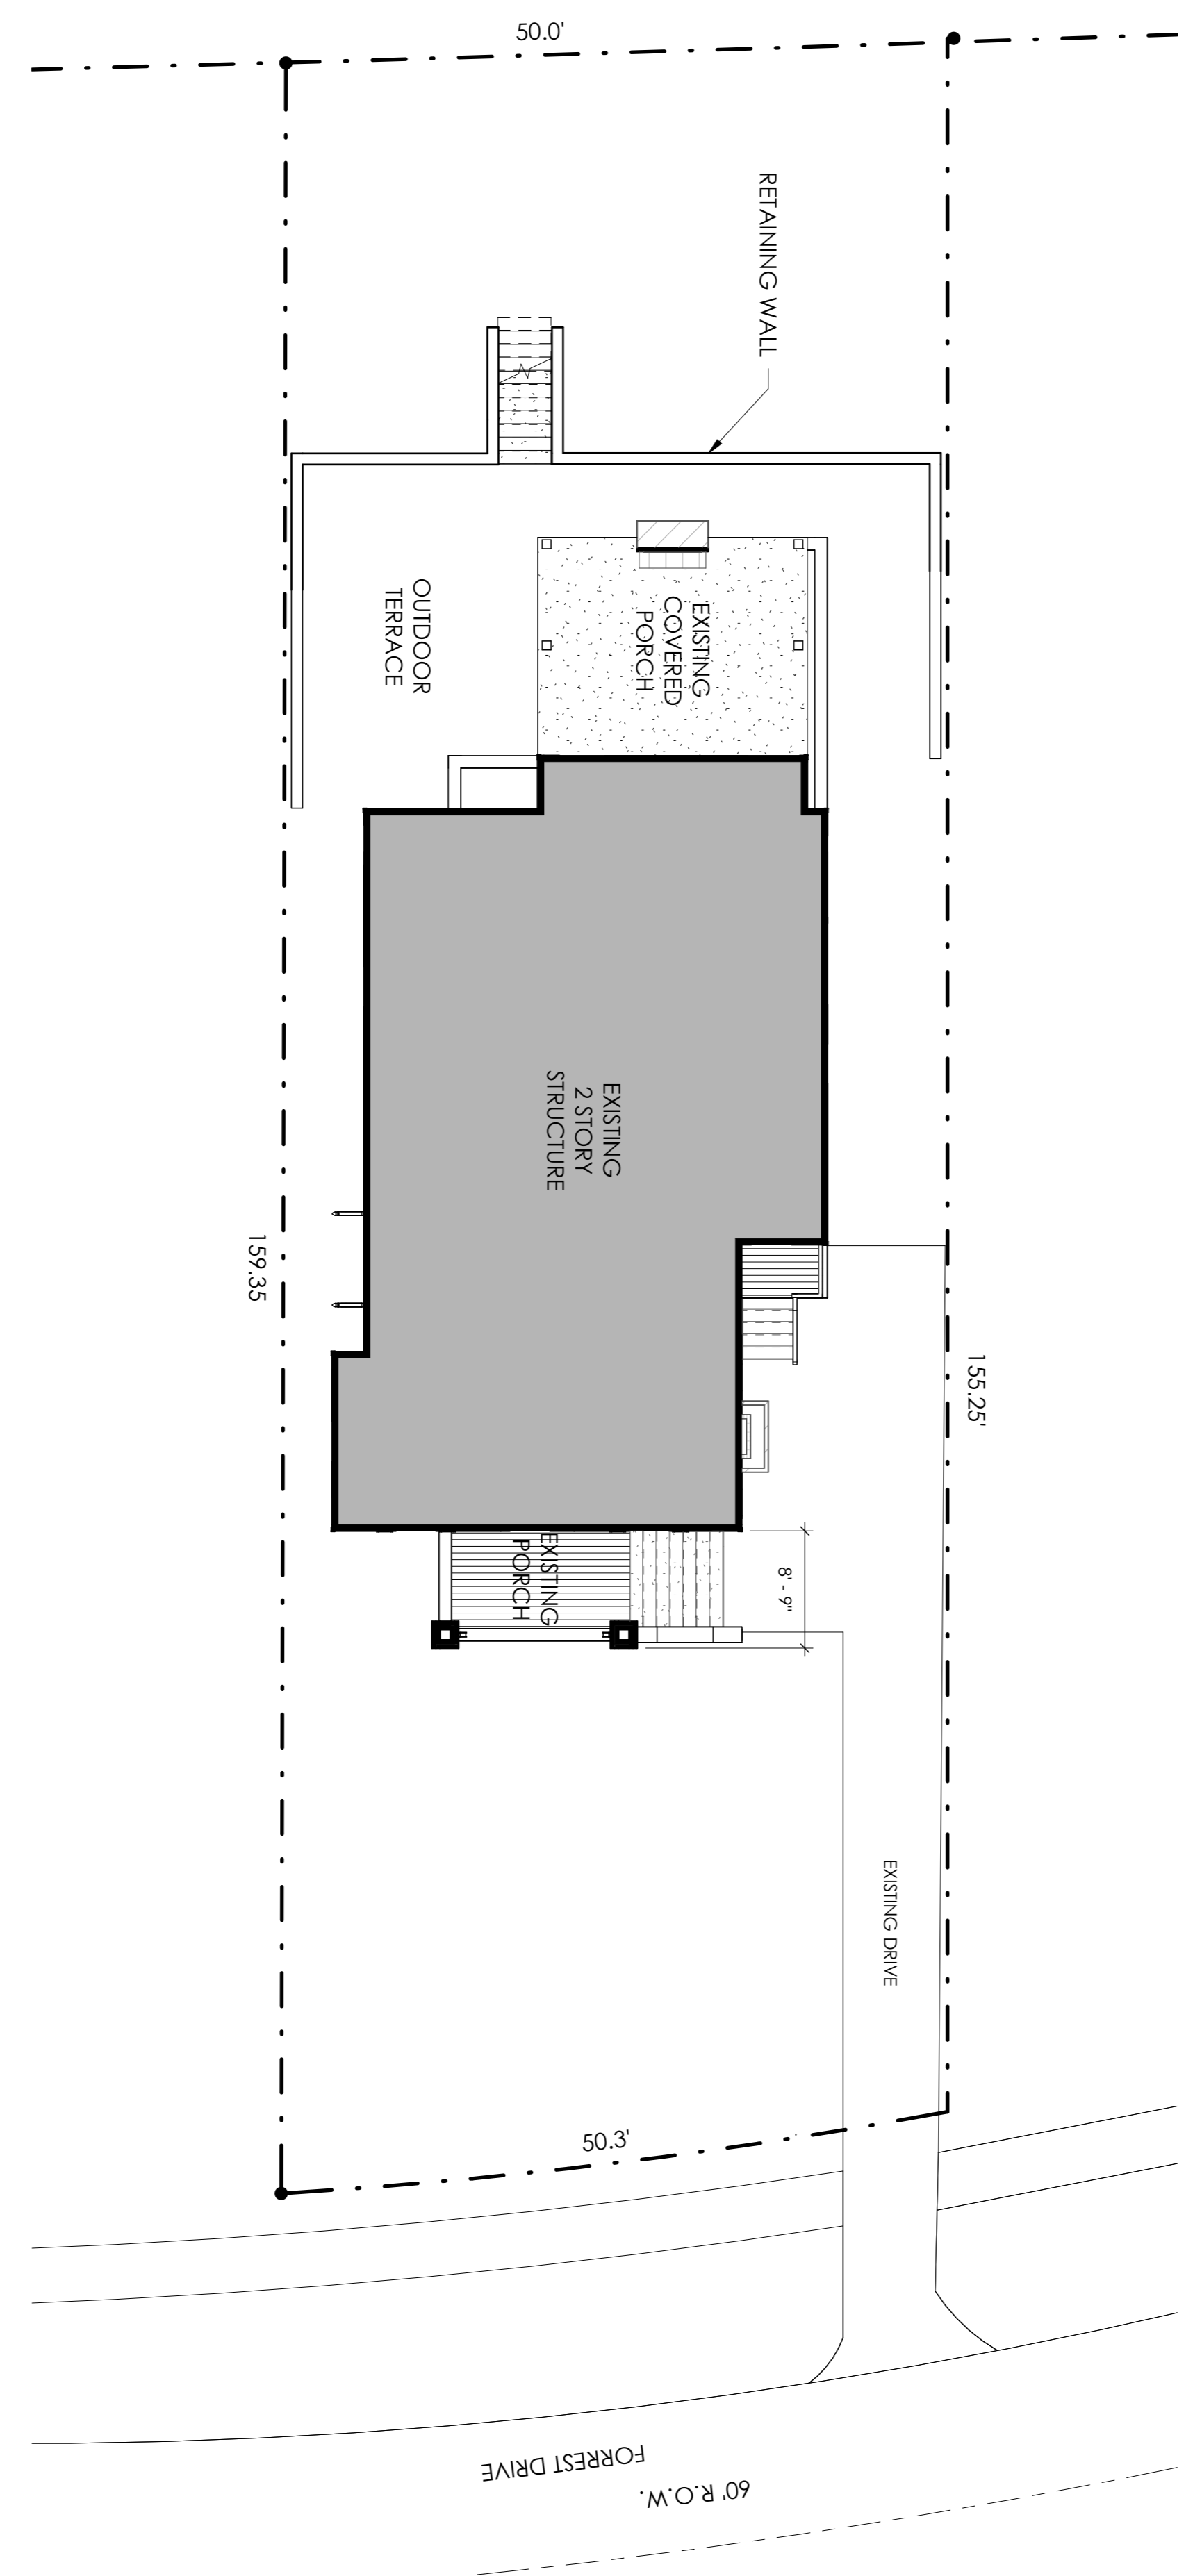 50.0'
RETAINING WALL
OUTDOOR
TERRACE
EXISTING
COVERED
PORCH
EXISTING
2 STORY
STRUCTURE
159.35
155.25'
EXISTING
PORCH
8' - 9"
EXISTING DRIVE
50.3'
FORREST DRIVE
60' R.O.W.